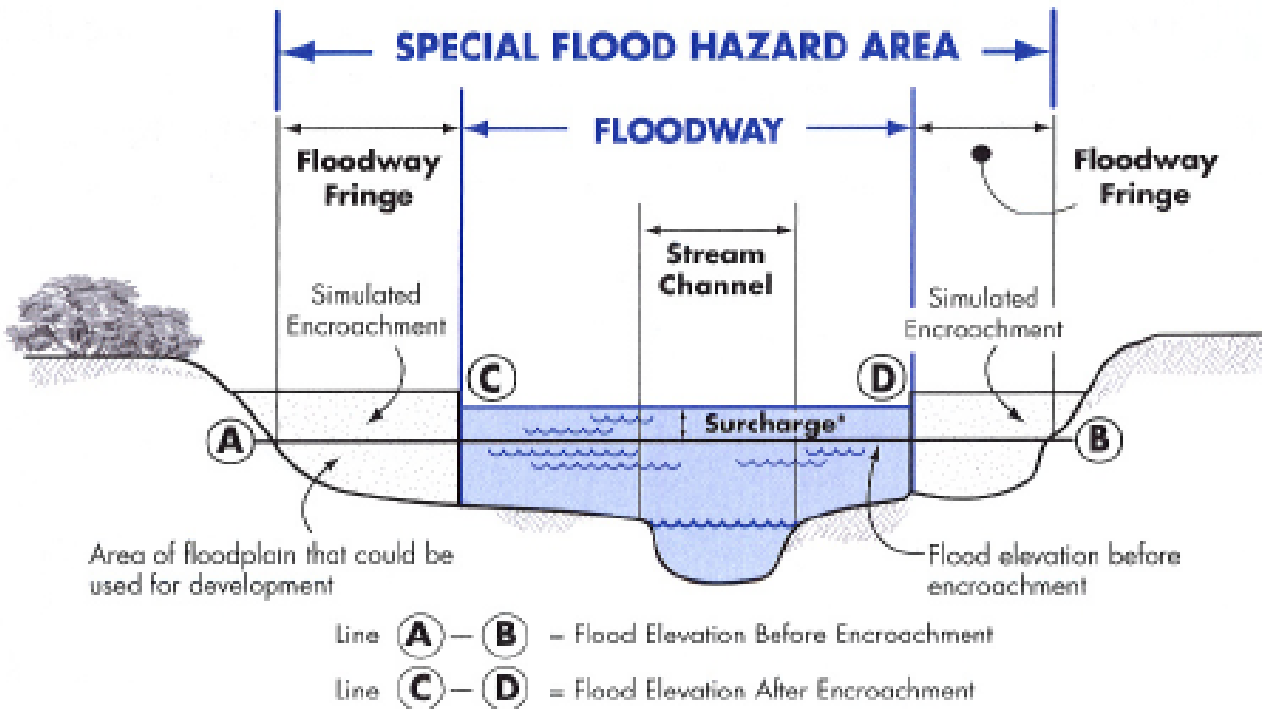 SPECIAL FLOOD HAZARD AREA
FLOODWAY
Floodway
Fringe
Floodway
Fringe
Stream
Channel
Simulated
Encroachment
Simulated
Encroachment
C
D
Surcharge*
A
B
Area of floodplain that could be
used for development
Flood elevation before
encroachment
Line A – B = Flood Elevation Before Encroachment
Line C – D = Flood Elevation After Encroachment